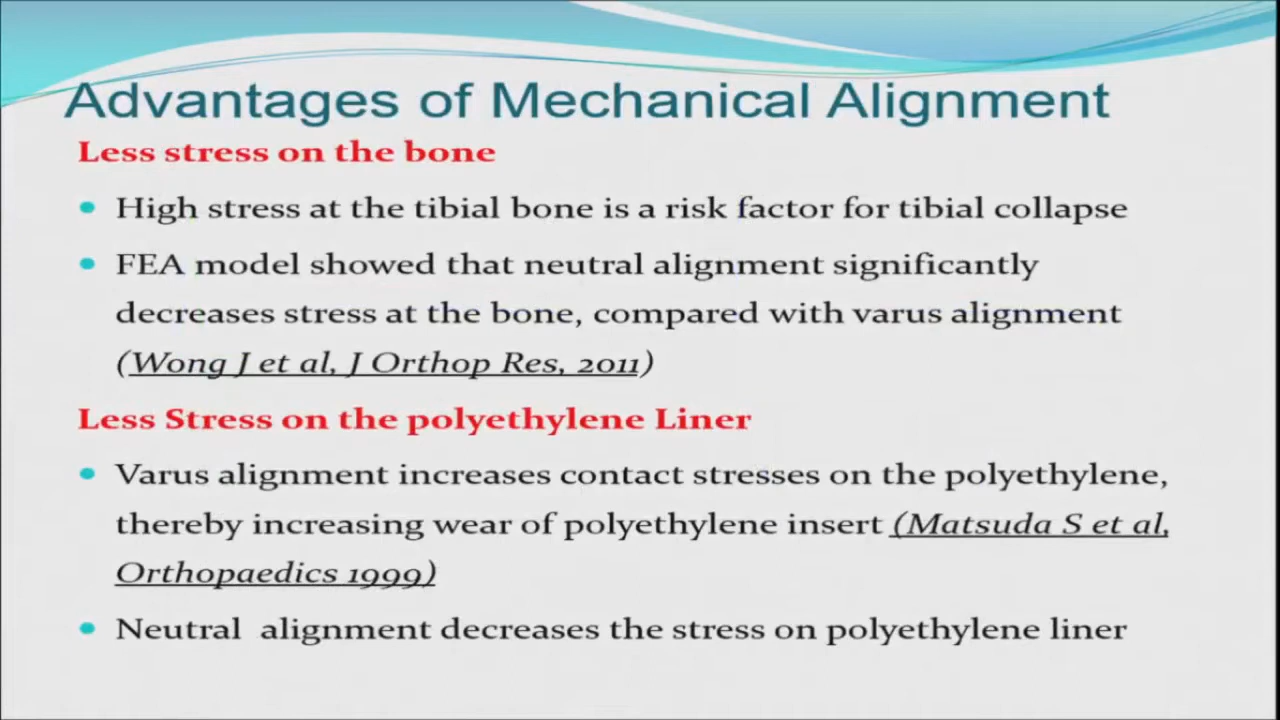 Advantages of Mechanical Alignment
Less stress on the bone
• High stress at the tibial bone is a risk factor for tibial collapse
• FEA model showed that neutral alignment significantly
decreases stress at the bone, compared with varus alignment
(Wong J et al, J Orthop Res, 2011)
Less Stress on the polyethylene Liner
• Varus alignment increases contact stresses on the polyethylene,
thereby increasing wear of polyethylene insert (Matsuda S et al,
Orthopaedics 1999)
• Neutral alignment decreases the stress on polyethylene liner